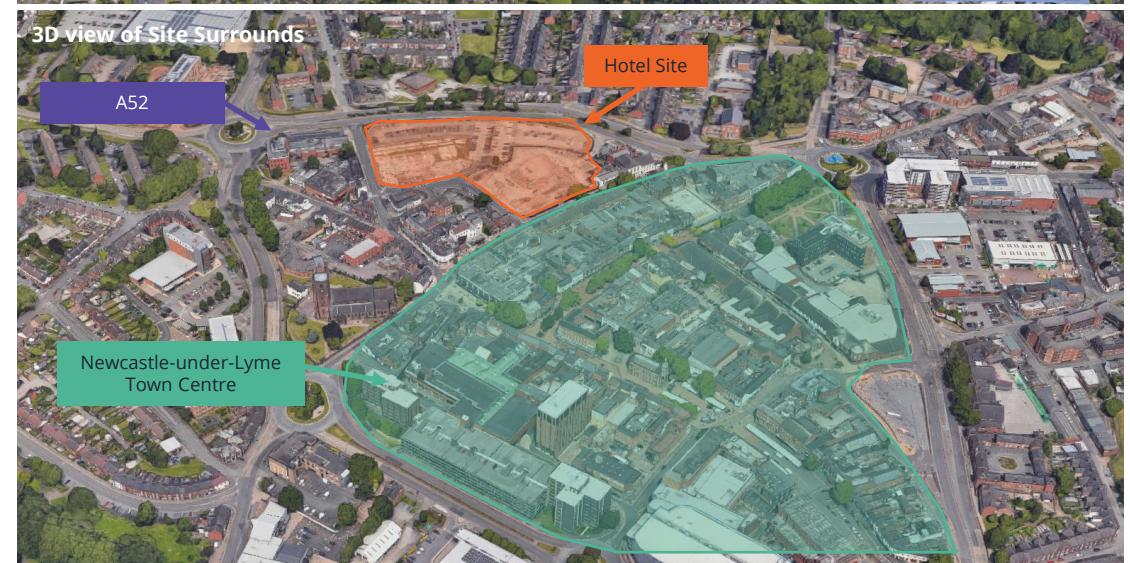 3D view of Site Surrounds
Hotel Site
A52
Newcastle-under-Lyme
Town Centre